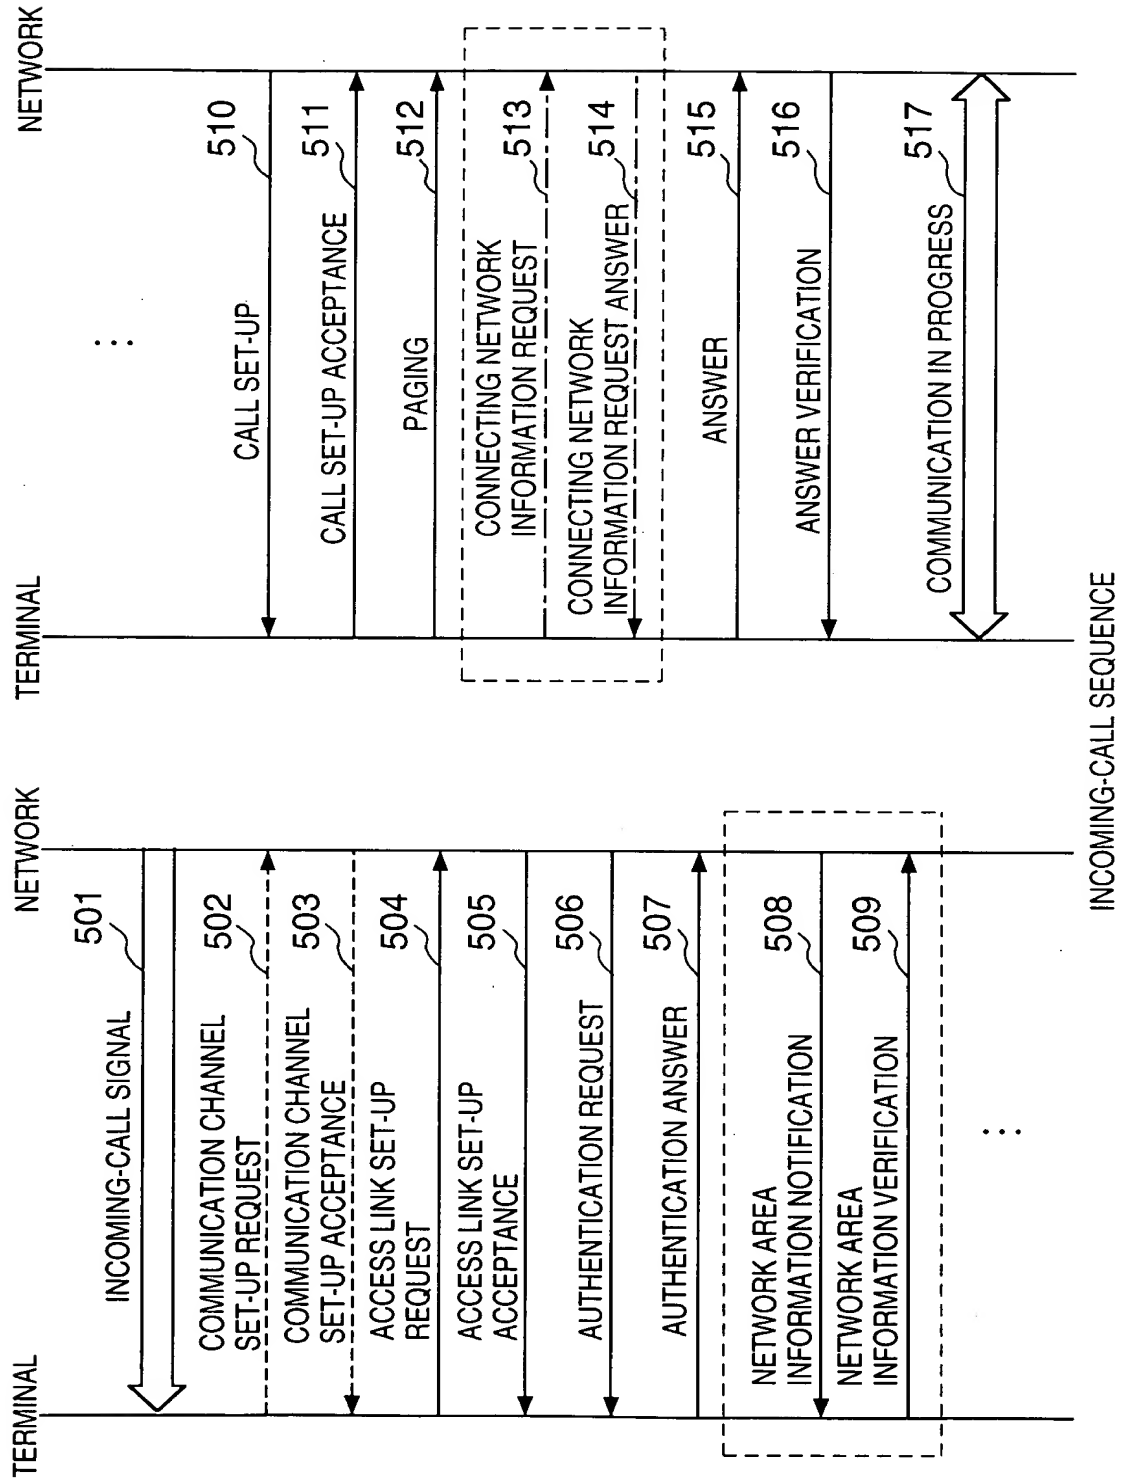 TERMINAL
NETWORK
501
INCOMING-CALL SIGNAL
502
COMMUNICATION CHANNEL
SET-UP REQUEST
503
COMMUNICATION CHANNEL
SET-UP ACCEPTANCE
504
ACCESS LINK SET-UP
REQUEST
505
ACCESS LINK SET-UP
ACCEPTANCE
506
AUTHENTICATION REQUEST
507
AUTHENTICATION ANSWER
508
NETWORK AREA
INFORMATION NOTIFICATION
509
NETWORK AREA
INFORMATION VERIFICATION
...
TERMINAL
NETWORK
...
510
CALL SET-UP
511
CALL SET-UP ACCEPTANCE
512
PAGING
513
CONNECTING NETWORK
INFORMATION REQUEST
514
CONNECTING NETWORK
INFORMATION REQUEST ANSWER
515
ANSWER
516
ANSWER VERIFICATION
517
COMMUNICATION IN PROGRESS
INCOMING-CALL SEQUENCE